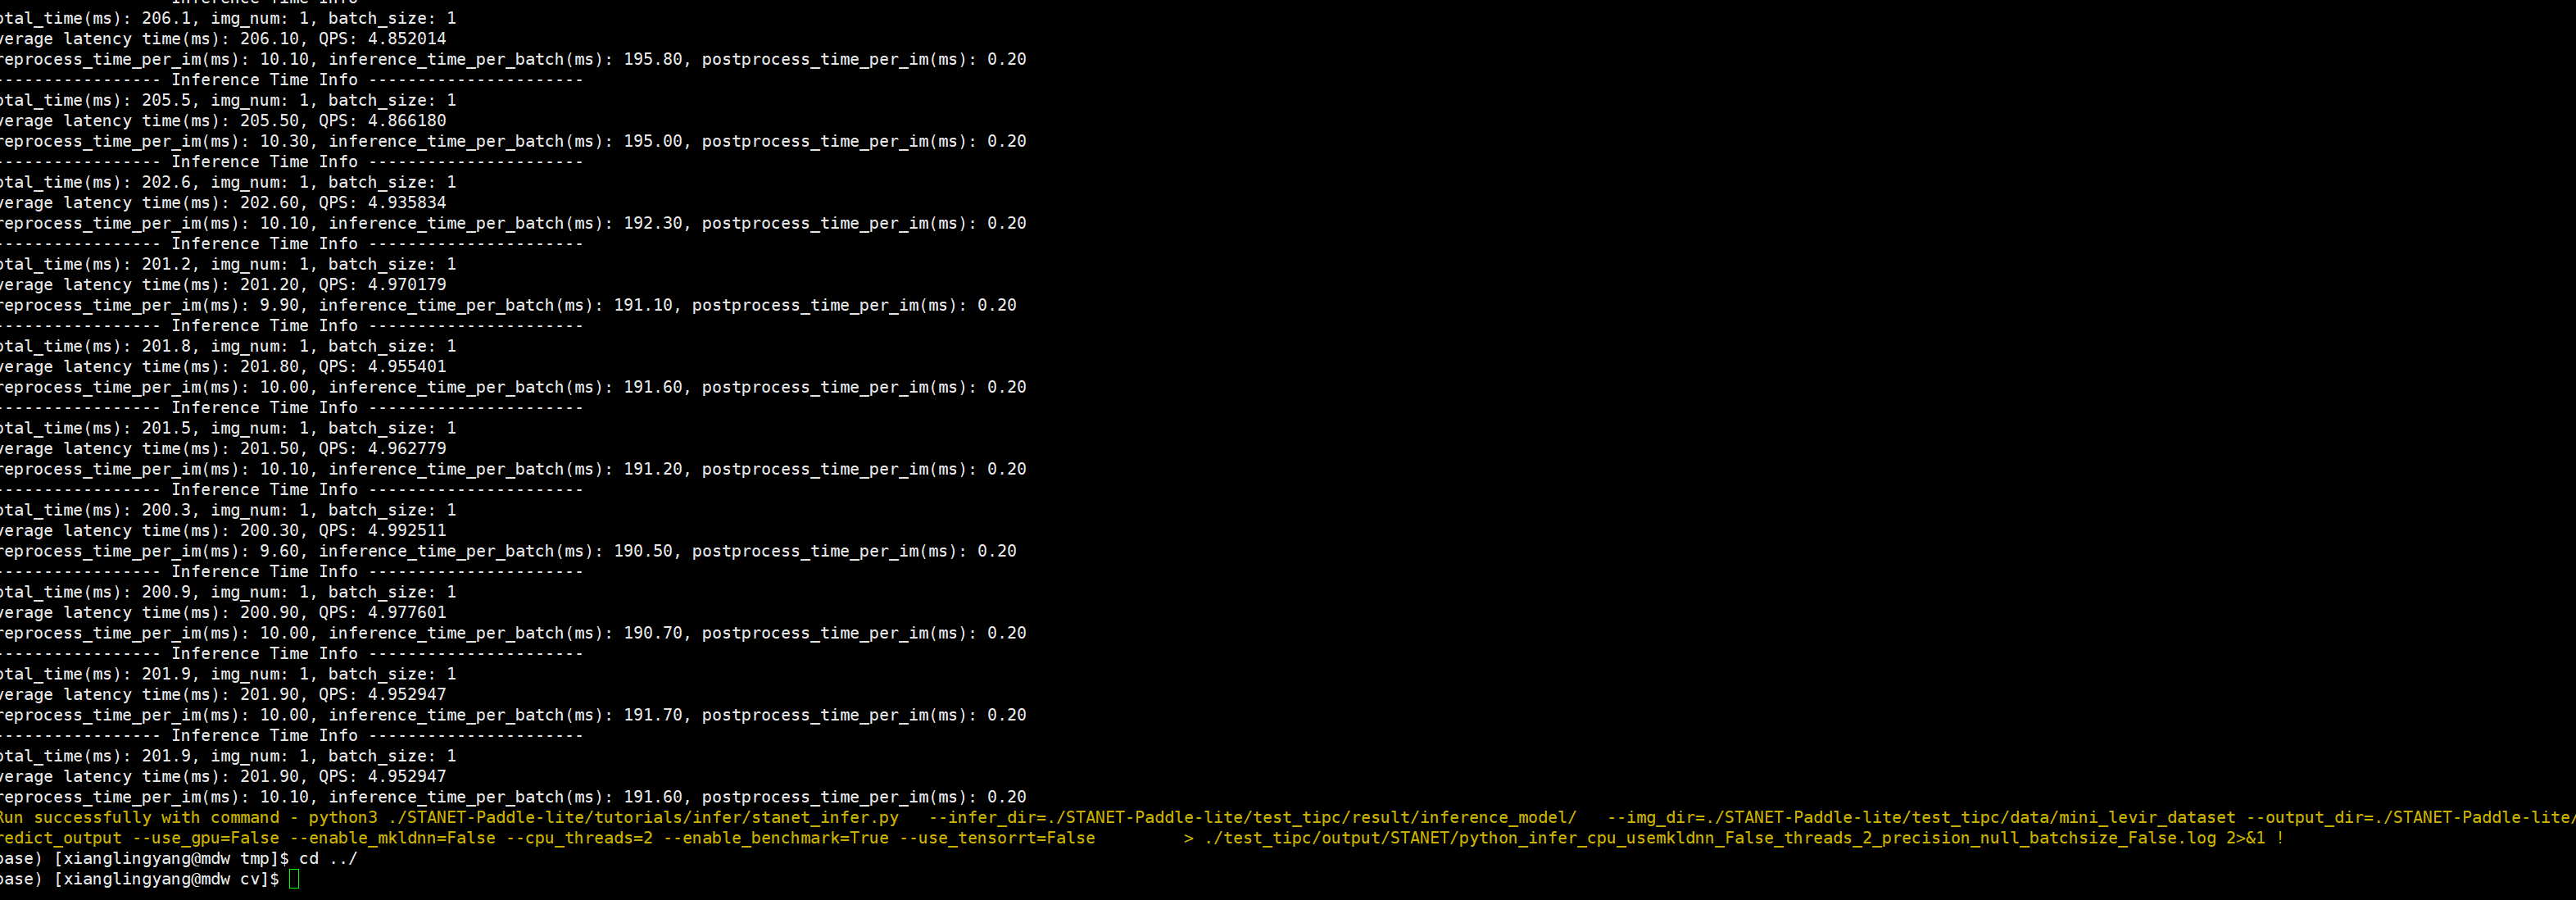 Inference Time Info
otal_time(ms): 206.1, img_num: 1, batch_size: 1
verage latency time(ms): 206.10, QPS: 4.852014
reprocess_time_per_im(ms): 10.10, inference_time_per_batch(ms): 195.80, postprocess_time_per_im(ms): 0.20
----------------- Inference Time Info ----------------------
otal_time(ms): 205.5, img_num: 1, batch_size: 1
verage latency time(ms): 205.50, QPS: 4.866180
reprocess_time_per_im(ms): 10.30, inference_time_per_batch(ms): 195.00, postprocess_time_per_im(ms): 0.20
----------------- Inference Time Info ----------------------
otal_time(ms): 202.6, img_num: 1, batch_size: 1
verage latency time(ms): 202.60, QPS: 4.935834
reprocess_time_per_im(ms): 10.10, inference_time_per_batch(ms): 192.30, postprocess_time_per_im(ms): 0.20
----------------- Inference Time Info ----------------------
otal_time(ms): 201.2, img_num: 1, batch_size: 1
verage latency time(ms): 201.20, QPS: 4.970179
reprocess_time_per_im(ms): 9.90, inference_time_per_batch(ms): 191.10, postprocess_time_per_im(ms): 0.20
----------------- Inference Time Info ----------------------
otal_time(ms): 201.8, img_num: 1, batch_size: 1
verage latency time(ms): 201.80, QPS: 4.955401
reprocess_time_per_im(ms): 10.00, inference_time_per_batch(ms): 191.60, postprocess_time_per_im(ms): 0.20
----------------- Inference Time Info ----------------------
otal_time(ms): 201.5, img_num: 1, batch_size: 1
verage latency time(ms): 201.50, QPS: 4.962779
reprocess_time_per_im(ms): 10.10, inference_time_per_batch(ms): 191.20, postprocess_time_per_im(ms): 0.20
----------------- Inference Time Info ----------------------
otal_time(ms): 200.3, img_num: 1, batch_size: 1
verage latency time(ms): 200.30, QPS: 4.992511
reprocess_time_per_im(ms): 9.60, inference_time_per_batch(ms): 190.50, postprocess_time_per_im(ms): 0.20
----------------- Inference Time Info ----------------------
otal_time(ms): 200.9, img_num: 1, batch_size: 1
verage latency time(ms): 200.90, QPS: 4.977601
reprocess_time_per_im(ms): 10.00, inference_time_per_batch(ms): 190.70, postprocess_time_per_im(ms): 0.20
----------------- Inference Time Info ----------------------
otal_time(ms): 201.9, img_num: 1, batch_size: 1
verage latency time(ms): 201.90, QPS: 4.952947
reprocess_time_per_im(ms): 10.00, inference_time_per_batch(ms): 191.70, postprocess_time_per_im(ms): 0.20
----------------- Inference Time Info ----------------------
otal_time(ms): 201.9, img_num: 1, batch_size: 1
verage latency time(ms): 201.90, QPS: 4.952947
reprocess_time_per_im(ms): 10.10, inference_time_per_batch(ms): 191.60, postprocess_time_per_im(ms): 0.20
Run successfully with command - python3 ./STANET-Paddle-lite/tutorials/infer/stanet_infer.py --infer_dir=./STANET-Paddle-lite/test_tipc/result/inference_model/ --img_dir=./STANET-Paddle-lite/test_tipc/data/mini_levir_dataset --output_dir=./STANET-Paddle-lite/
redict_output --use_gpu=False --enable_mkldnn=False --cpu_threads=2 --enable_benchmark=True --use_tensorrt=False > ./test_tipc/output/STANET/python_infer_cpu_usemkldnn_False_threads_2_precision_null_batchsize_False.log 2>&1 !
base) [xianglingyang@mdw tmp]$ cd ../
base) [xianglingyang@mdw cv]$